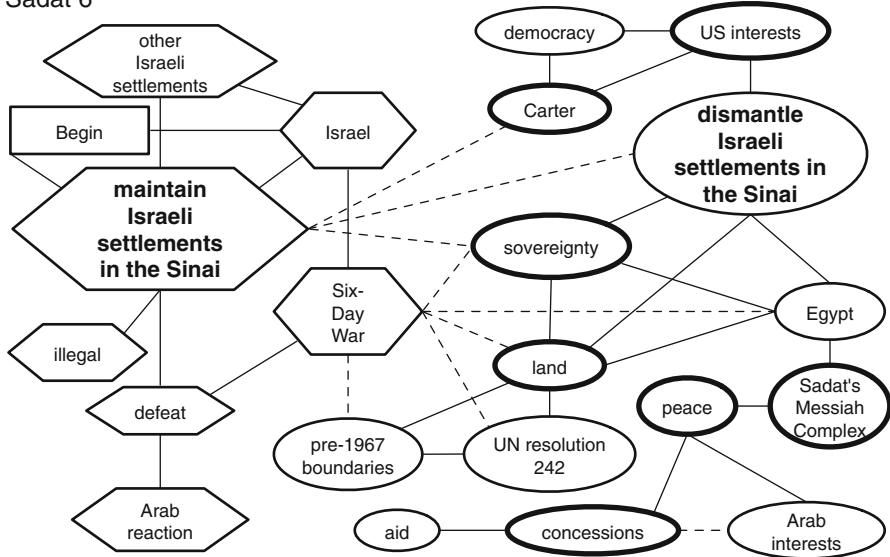 Sadat 6
other
Israeli
settlements
democracy
US interests
Begin
Israel
Carter
dismantle
Israeli
settlements in
the Sinai
maintain
Israeli
settlements
in the Sinai
sovereignty
Six-
Day
War
Egypt
illegal
land
defeat
peace
Sadat's
Messiah
Complex
pre-1967
boundaries
UN resolution
242
Arab
reaction
aid
concessions
Arab
interests